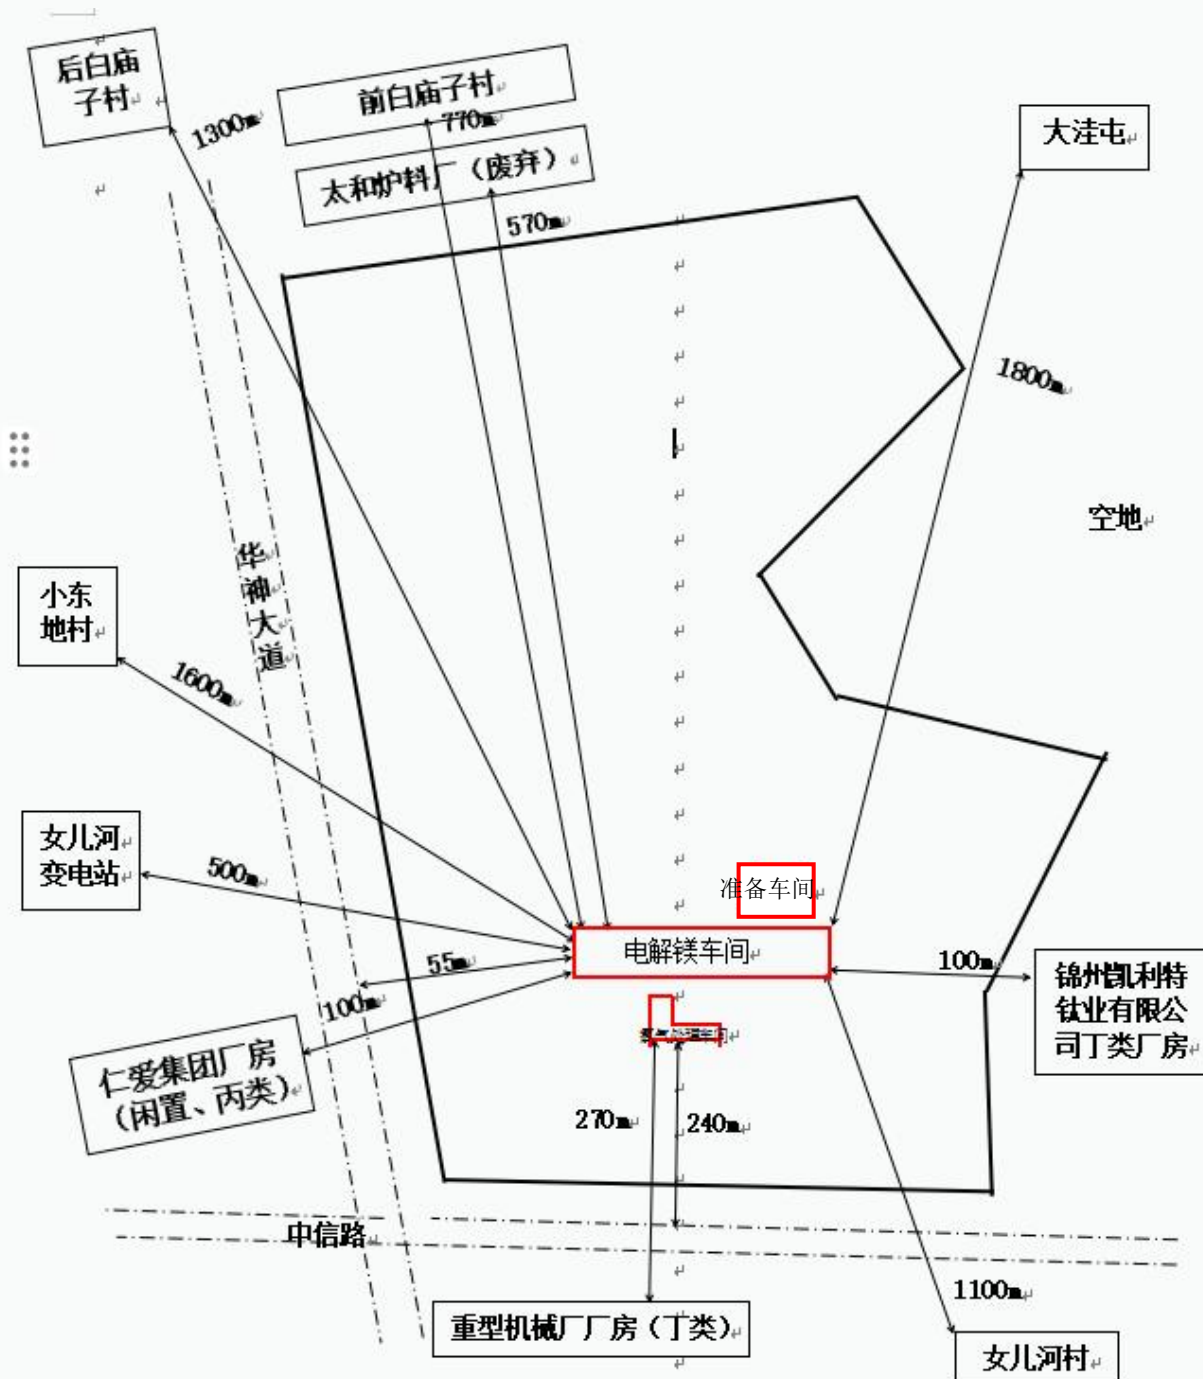 后白庙
子村
1300m
前白庙子村
770m
太和炉料厂（废弃）
570m
大洼屯
1800m
空地
华
神
大
道
小东
地村
1600m
女儿河
变电站
500m
准备车间
电解镁车间
55m
100m
100m
锦州凯利特
钛业有限公
司丁类厂房
仁爱集团厂房
（闲置、丙类）
270m
240m
中信路
1100m
重型机械厂厂房（丁类）
女儿河村